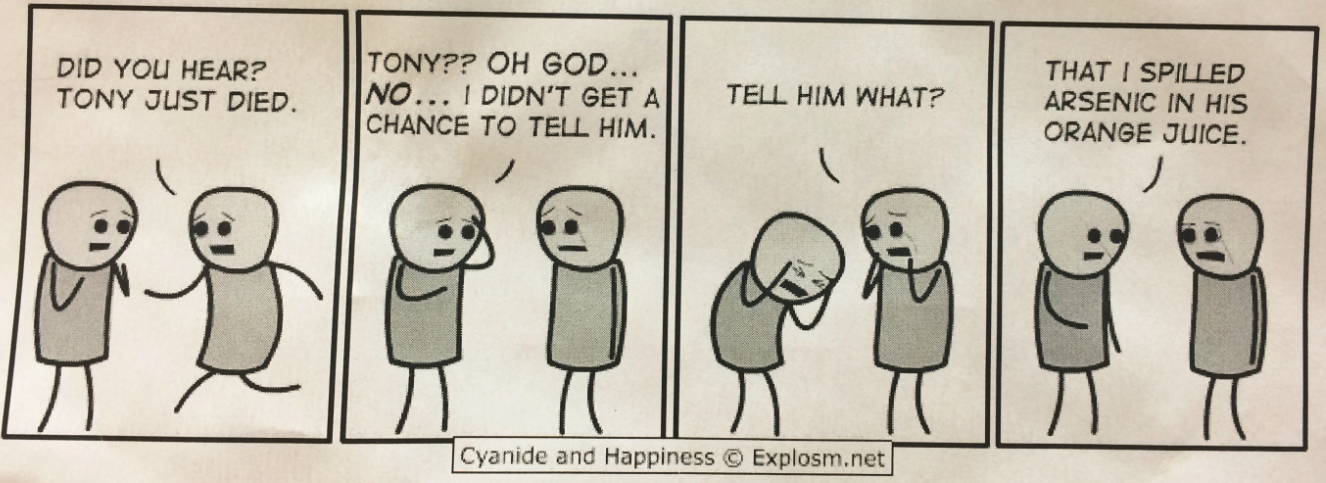 DID YOU HEAR?
TONY JUST DIED.
TONY?? OH GOD...
NO... I DIDN'T GET A
CHANCE TO TELL HIM.
TELL HIM WHAT?
THAT I SPILLED
ARSENIC IN HIS
ORANGE JUICE.
Cyanide and Happiness © Explosm.net